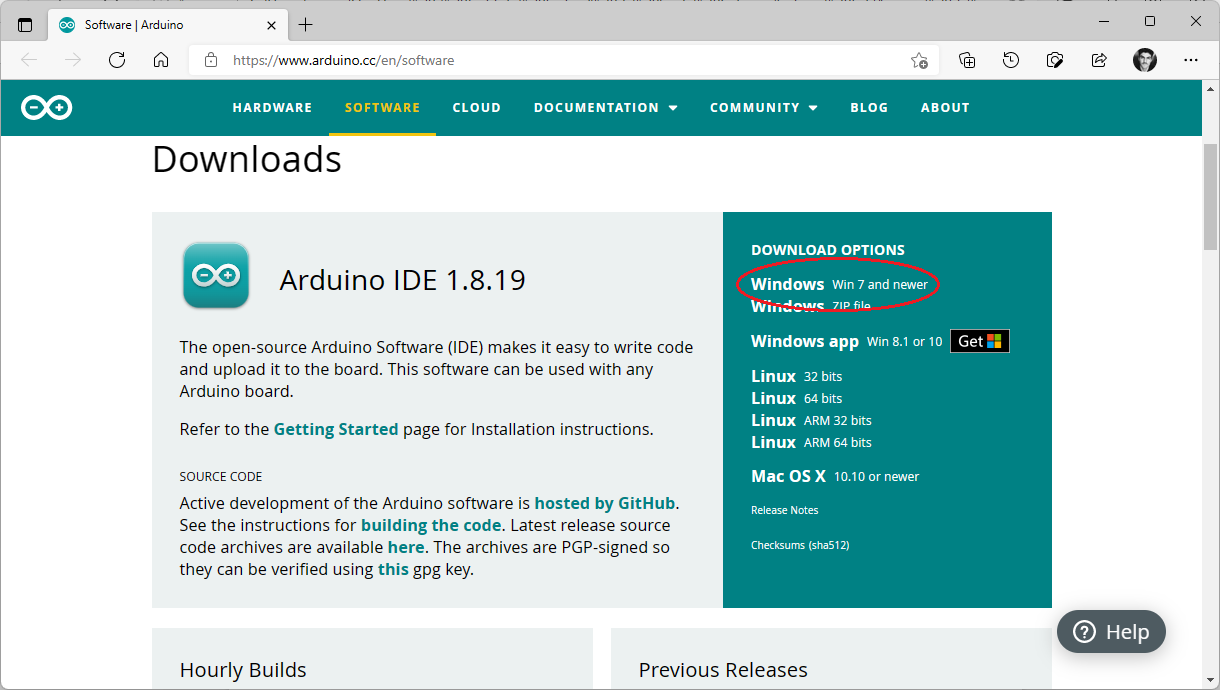 Software | Arduino
https://www.arduino.cc/en/software
HARDWARE SOFTWARE CLOUD DOCUMENTATION COMMUNITY BLOG ABOUT
Downloads
Arduino IDE 1.8.19
The open-source Arduino Software (IDE) makes it easy to write code
and upload it to the board. This software can be used with any
Arduino board.
Refer to the Getting Started page for Installation instructions.
SOURCE CODE
Active development of the Arduino software is hosted by GitHub.
See the instructions for building the code. Latest release source
code archives are available here. The archives are PGP-signed so
they can be verified using this gpg key.
DOWNLOAD OPTIONS
Windows Win 7 and newer
Windows ZIP file
Windows app Win 8.1 or 10 Get
Linux 32 bits
Linux 64 bits
Linux ARM 32 bits
Linux ARM 64 bits
Mac OS X 10.10 or newer
Release Notes
Checksums (sha512)
Help
Hourly Builds
Previous Releases